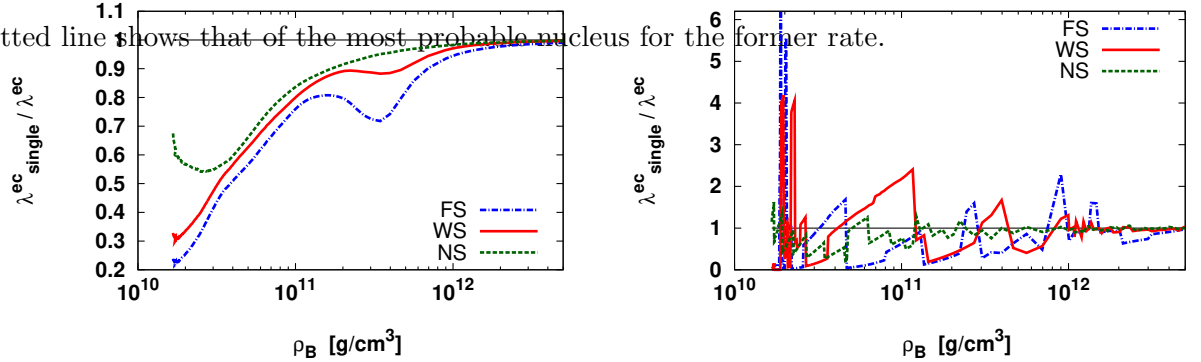 tted line shows that of the most probable nucleus for the former rate.
1.1
1
0.9
0.8
0.7
0.6
0.5
0.4
0.3
0.2
10^10
10^11
10^12
λ^ec_single / λ^ec
ρ_B [g/cm^3]
FS
WS
NS
6
5
4
3
2
1
0
10^10
10^11
10^12
λ^ec_single / λ^ec
ρ_B [g/cm^3]
FS
WS
NS